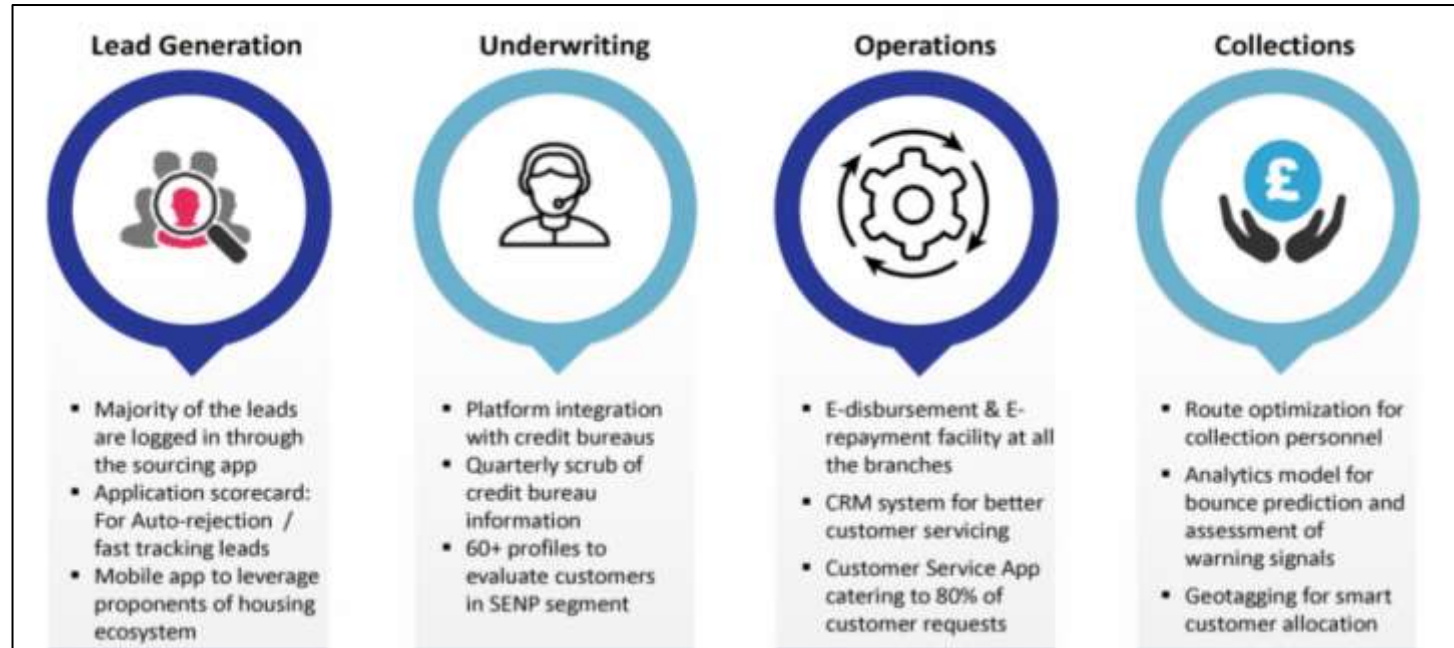 Lead Generation
▪ Majority of the leads
are logged in through
the sourcing app
▪ Application scorecard:
For Auto-rejection /
fast tracking leads
▪ Mobile app to leverage
proponents of housing
ecosystem
Underwriting
▪ Platform integration
with credit bureaus
▪ Quarterly scrub of
credit bureau
information
▪ 60+ profiles to
evaluate customers
in SENP segment
Operations
▪ E-disbursement & E-
repayment facility at all
the branches
▪ CRM system for better
customer servicing
▪ Customer Service App
catering to 80% of
customer requests
Collections
£
▪ Route optimization for
collection personnel
▪ Analytics model for
bounce prediction and
assessment of
warning signals
▪ Geotagging for smart
customer allocation